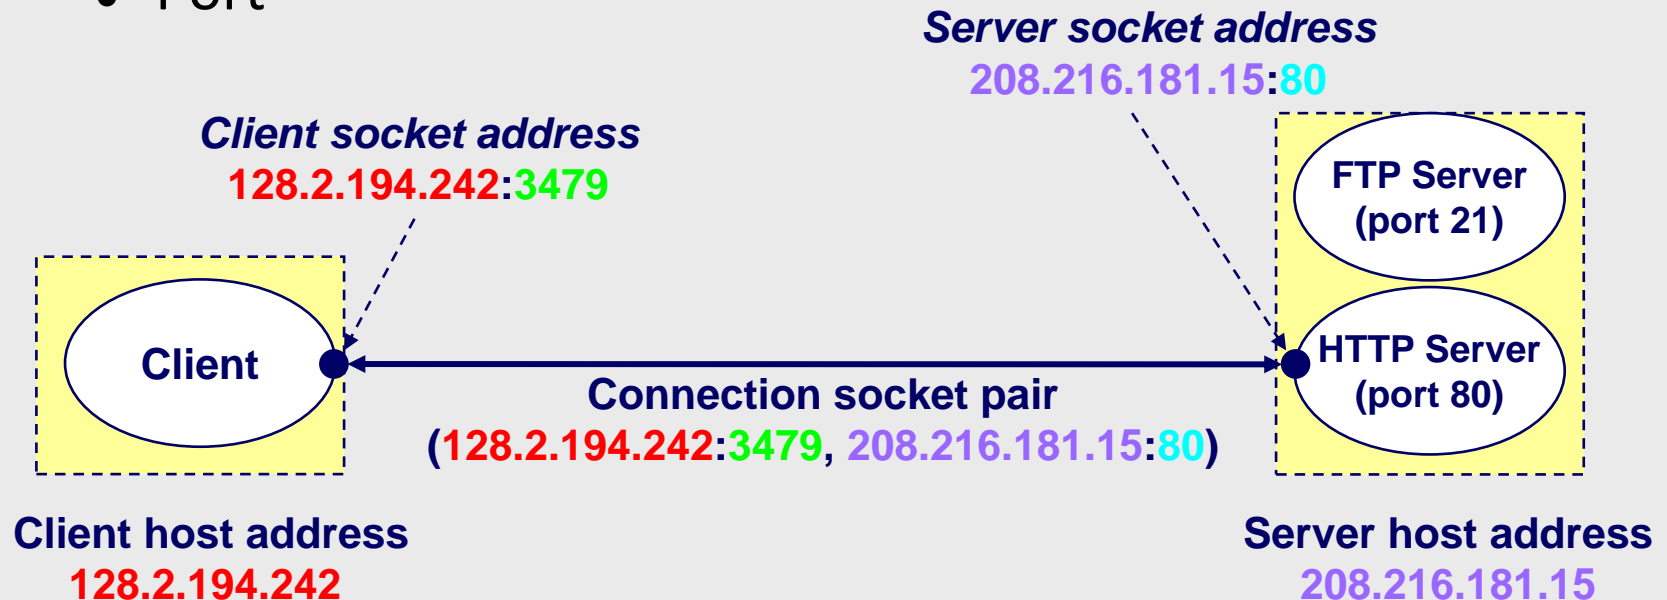 • Port
Server socket address
208.216.181.15:80
Client socket address
128.2.194.242:3479
FTP Server
(port 21)
Client
HTTP Server
(port 80)
Connection socket pair
(128.2.194.242:3479, 208.216.181.15:80)
Client host address
128.2.194.242
Server host address
208.216.181.15